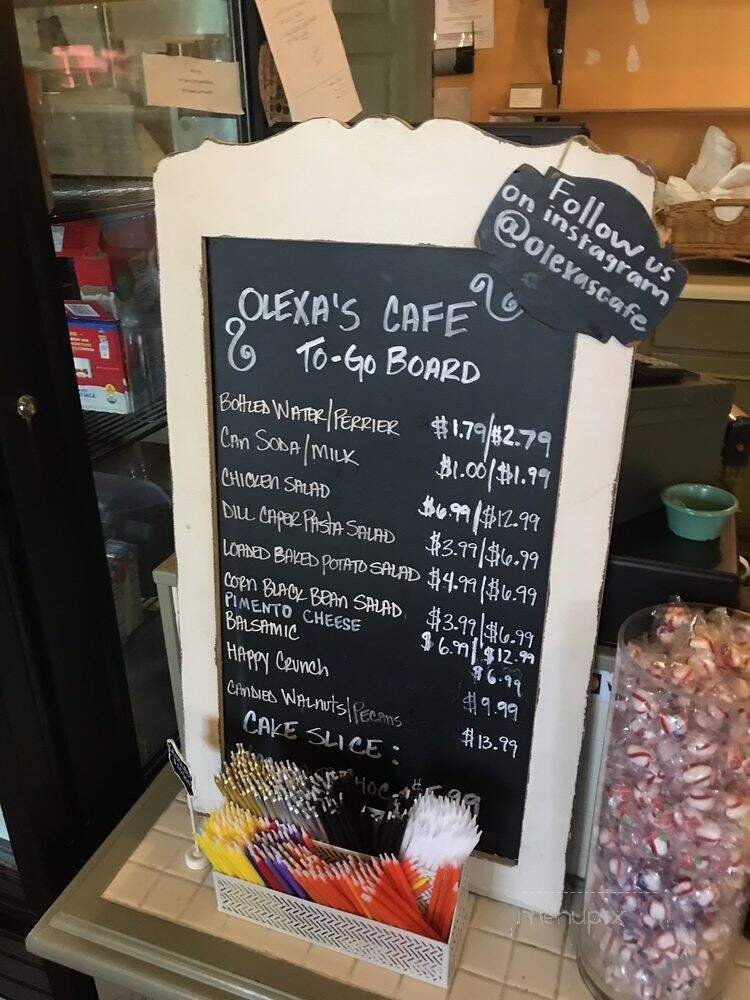 Follow us
on instagram
@olexascafe
OLEXA'S CAFE
TO-GO BOARD
BOTTLED WATER/PERRIER $1.79/$2.79
CAN SODA/MILK $1.00/$1.99
CHICKEN SALAD $6.99/$12.99
DILL CAPER PASTA SALAD $3.99/$6.99
LOADED BAKED POTATO SALAD $4.99/$6.99
CORN BLACK BEAN SALAD $3.99/$6.99
PIMENTO CHEESE $6.99/$12.99
BALSAMIC $6.99
HAPPY CRUNCH $9.99
CANDIED WALNUTS/PECANS $13.99
CAKE SLICE:
menupix